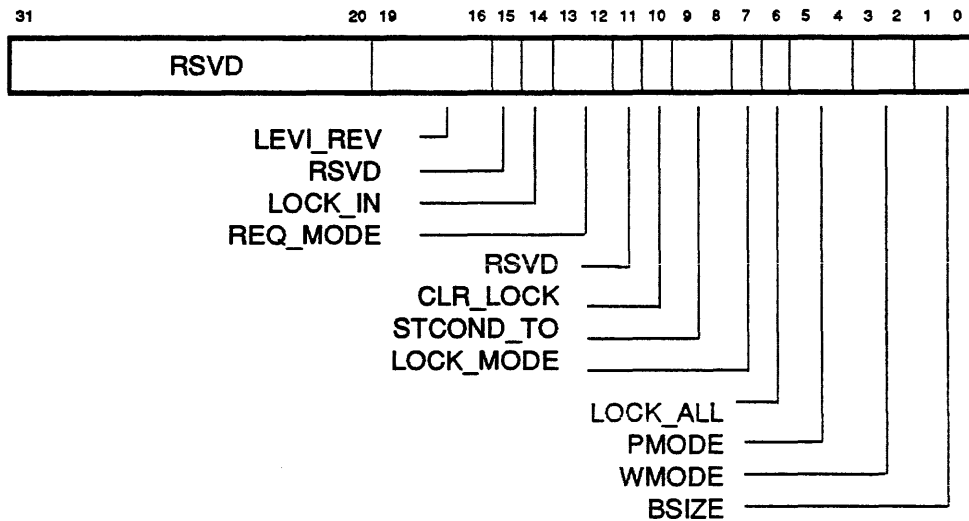 31 20 19 16 15 14 13 12 11 10 9 8 7 6 5 4 3 2 1 0
RSVD
LEVI_REV
RSVD
LOCK_IN
REQ_MODE
RSVD
CLR_LOCK
STCOND_TO
LOCK_MODE
LOCK_ALL
PMODE
WMODE
BSIZE